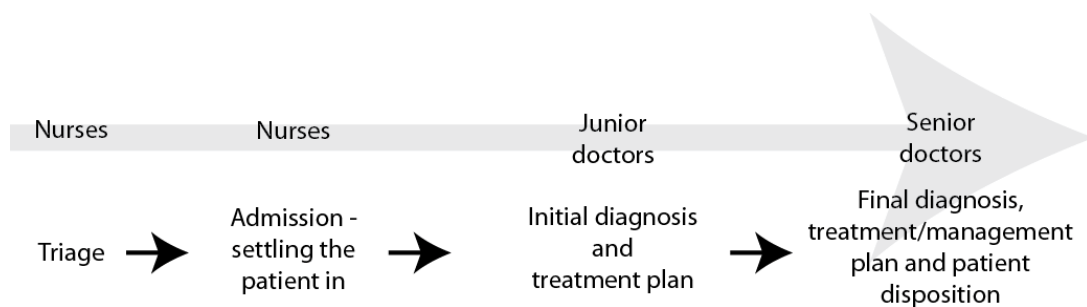 Nurses
Nurses
Junior
doctors
Senior
doctors
Triage
Admission -
settling the
patient in
Initial diagnosis
and
treatment plan
Final diagnosis,
treatment/management
plan and patient
disposition